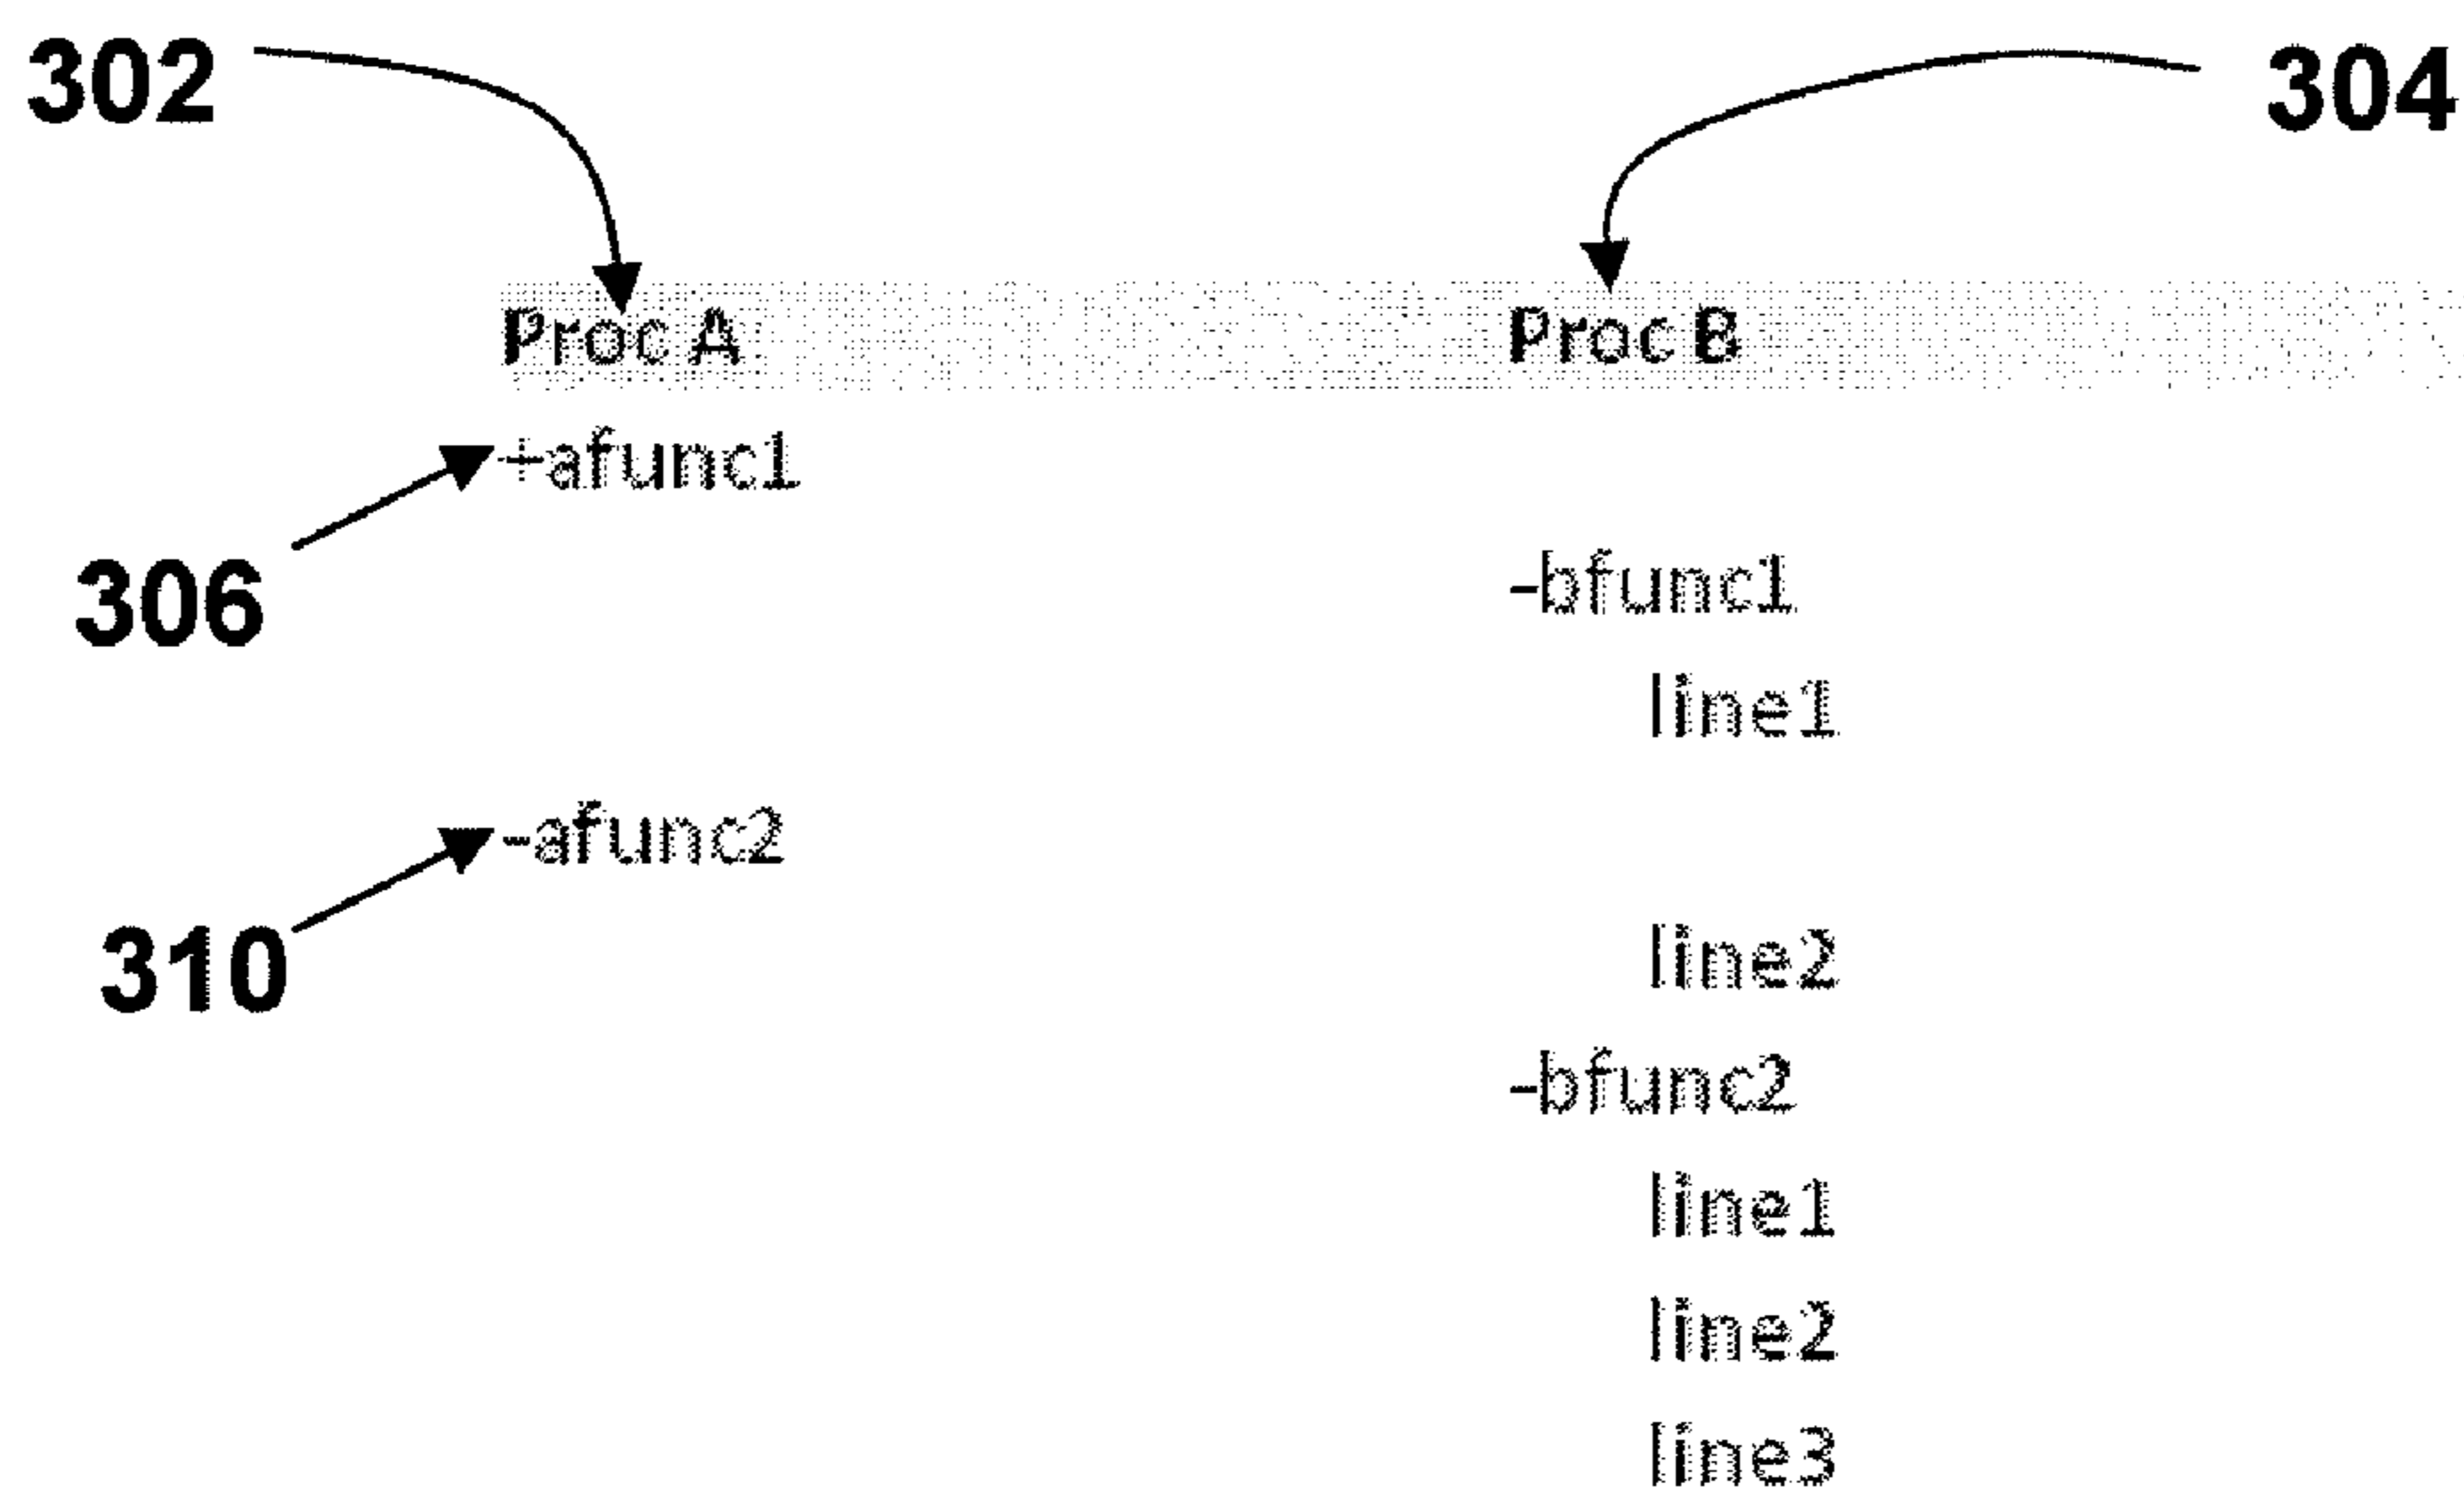 302 304
Proc A Proc B
+afunc1
306
-bfunc1
line1
-afunc2
310
line2
-bfunc2
line1
line2
line3